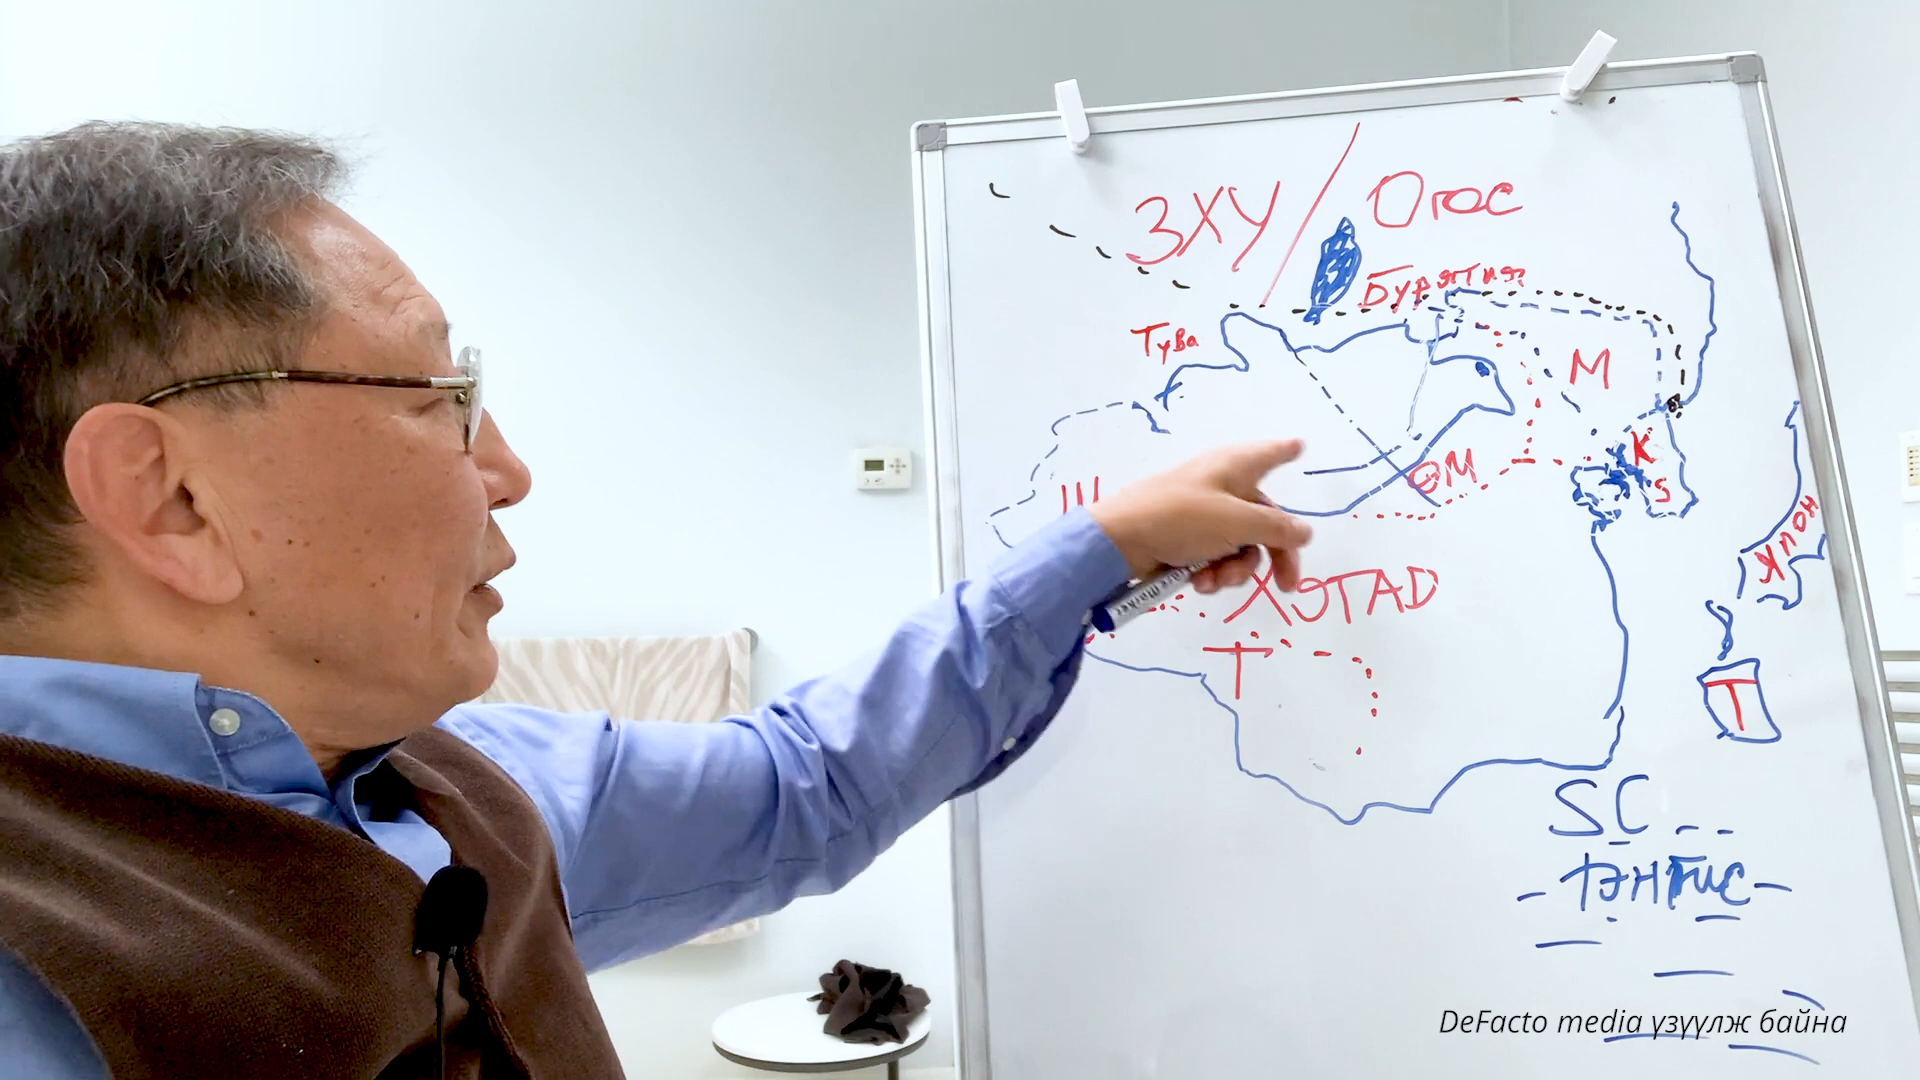 ЗХУ / Орос
Бурятия
Тува
М
ӨМ
К
S
Ш
Япон
ХЯТАД
Т
Т
SC
- ТЭНГИС -
DeFacto media үзүүлж байна